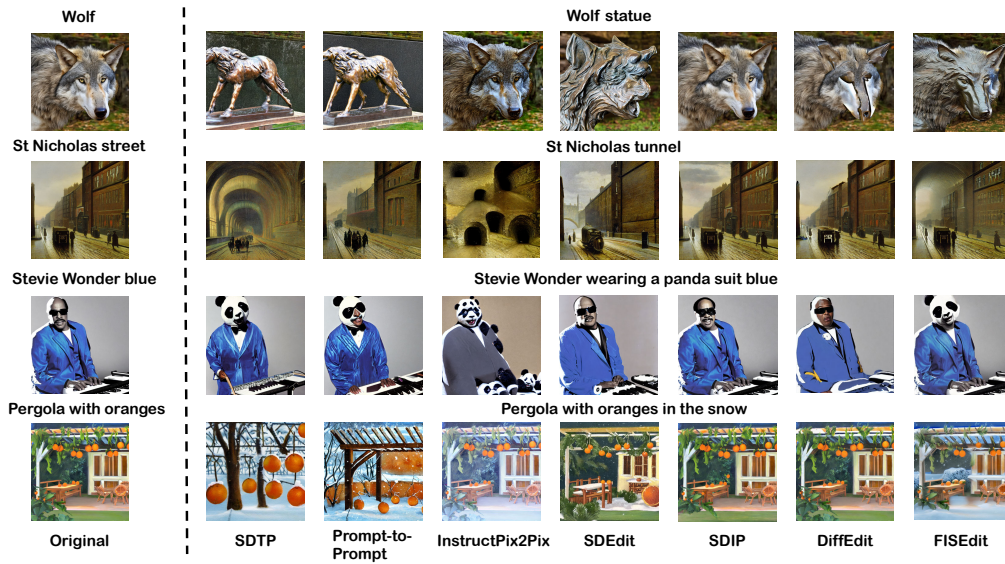 Wolf
Wolf statue
St Nicholas street
St Nicholas tunnel
Stevie Wonder blue
Stevie Wonder wearing a panda suit blue
Pergola with oranges
Pergola with oranges in the snow
Original
SDTP
Prompt-to-
Prompt
InstructPix2Pix
SDEdit
SDIP
DiffEdit
FISEdit